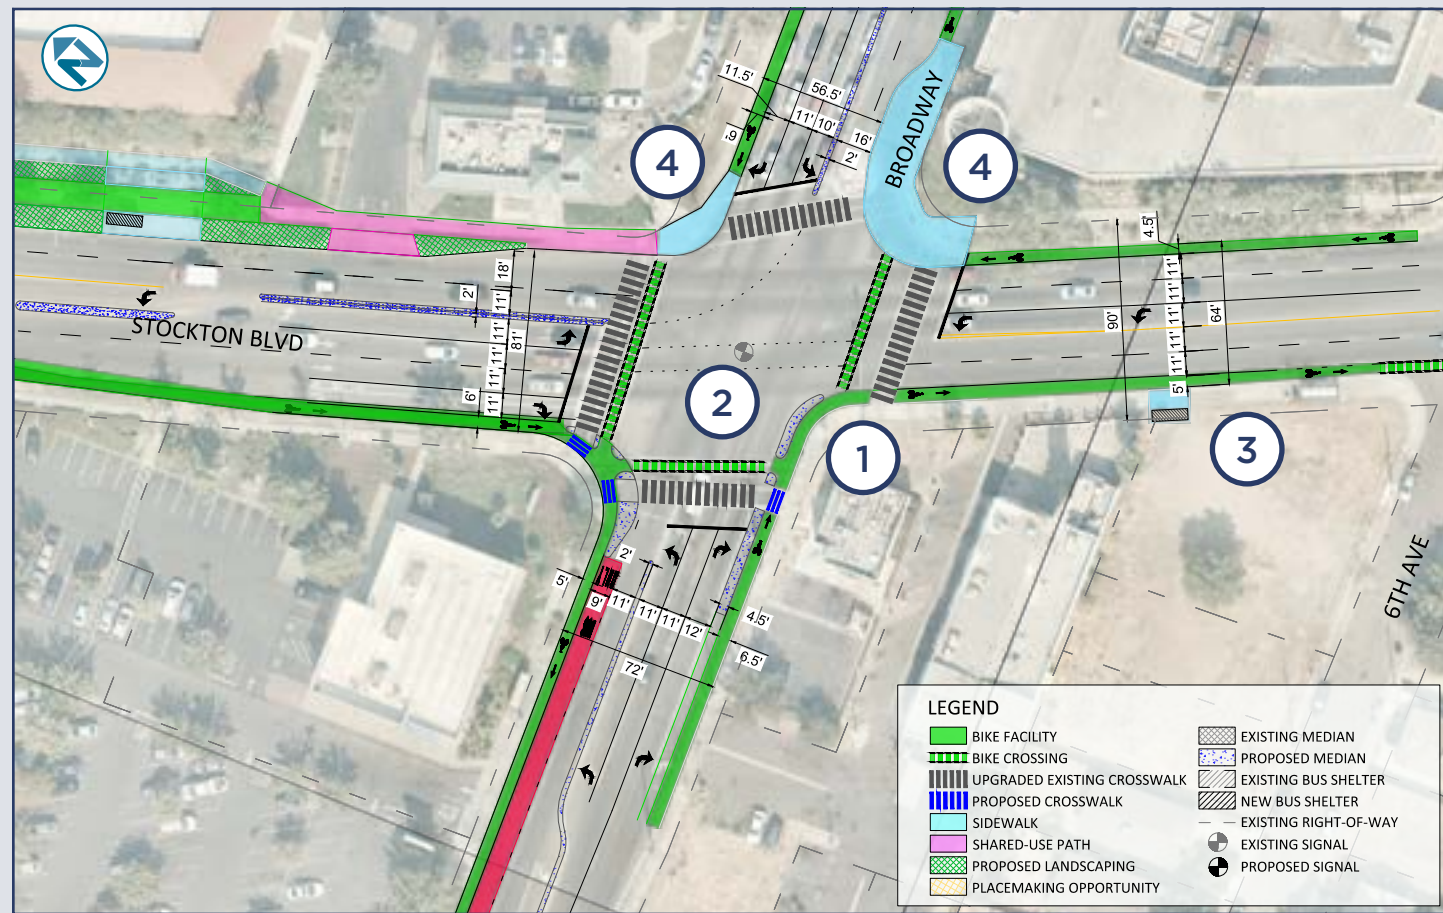 11.5'
56.5'
11'
10'
16'
2'
6'
4
BROADWAY
4
4.5'
18'
2'
11'
11'
11'
81'
11'
11'
6'
11'
STOCKTON BLVD
11'
11'
11'
11'
11'
11'
90'
64'
5'
2
1
3
2'
5'
9'
11'
11'
11'
12'
4.5'
6.5'
72'
6TH AVE
LEGEND
BIKE FACILITY
BIKE CROSSING
UPGRADED EXISTING CROSSWALK
PROPOSED CROSSWALK
SIDEWALK
SHARED-USE PATH
PROPOSED LANDSCAPING
PLACEMAKING OPPORTUNITY
EXISTING MEDIAN
PROPOSED MEDIAN
EXISTING BUS SHELTER
NEW BUS SHELTER
EXISTING RIGHT-OF-WAY
EXISTING SIGNAL
PROPOSED SIGNAL